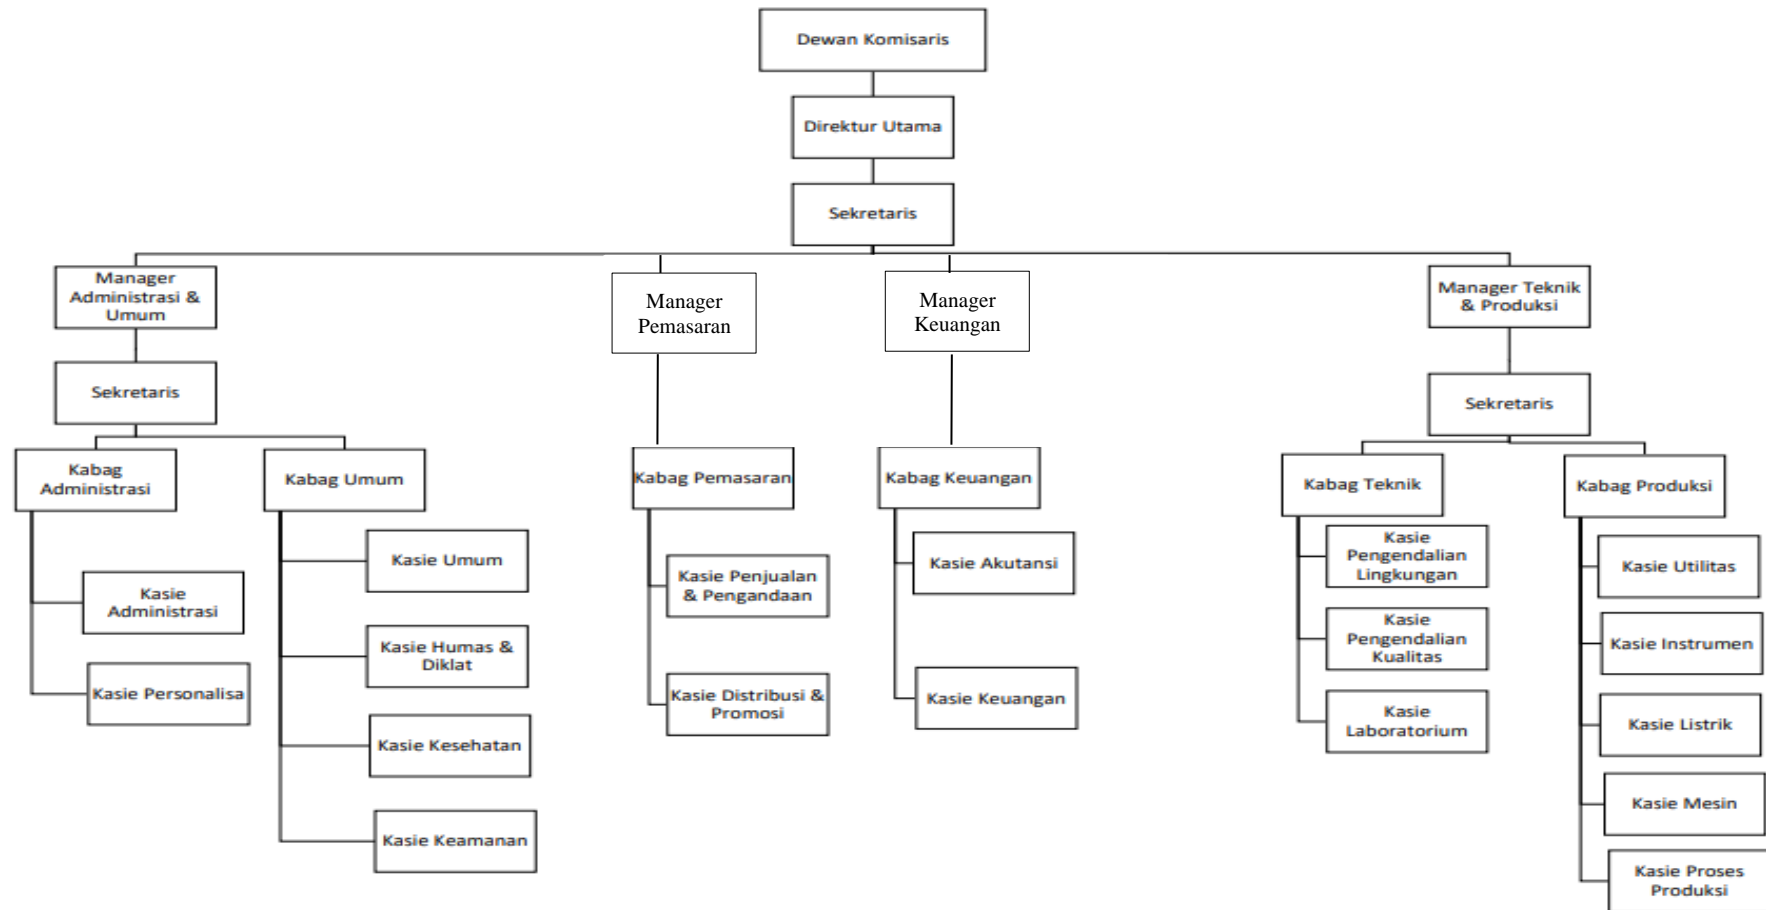 Dewan Komisaris
Direktur Utama
Sekretaris
Manager
Administrasi &
Umum
Manager
Pemasaran
Manager
Keuangan
Manager Teknik
& Produksi
Sekretaris
Sekretaris
Kabag
Administrasi
Kabag Umum
Kabag Pemasaran
Kabag Keuangan
Kabag Teknik
Kabag Produksi
Kasie
Administrasi
Kasie Personalisa
Kasie Umum
Kasie Humas &
Diklat
Kasie Kesehatan
Kasie Keamanan
Kasie Penjualan
& Pengandaan
Kasie Distribusi &
Promosi
Kasie Akutansi
Kasie Keuangan
Kasie
Pengendalian
Lingkungan
Kasie
Pengendalian
Kualitas
Kasie
Laboratorium
Kasie Utilitas
Kasie Instrumen
Kasie Listrik
Kasie Mesin
Kasie Proses
Produksi